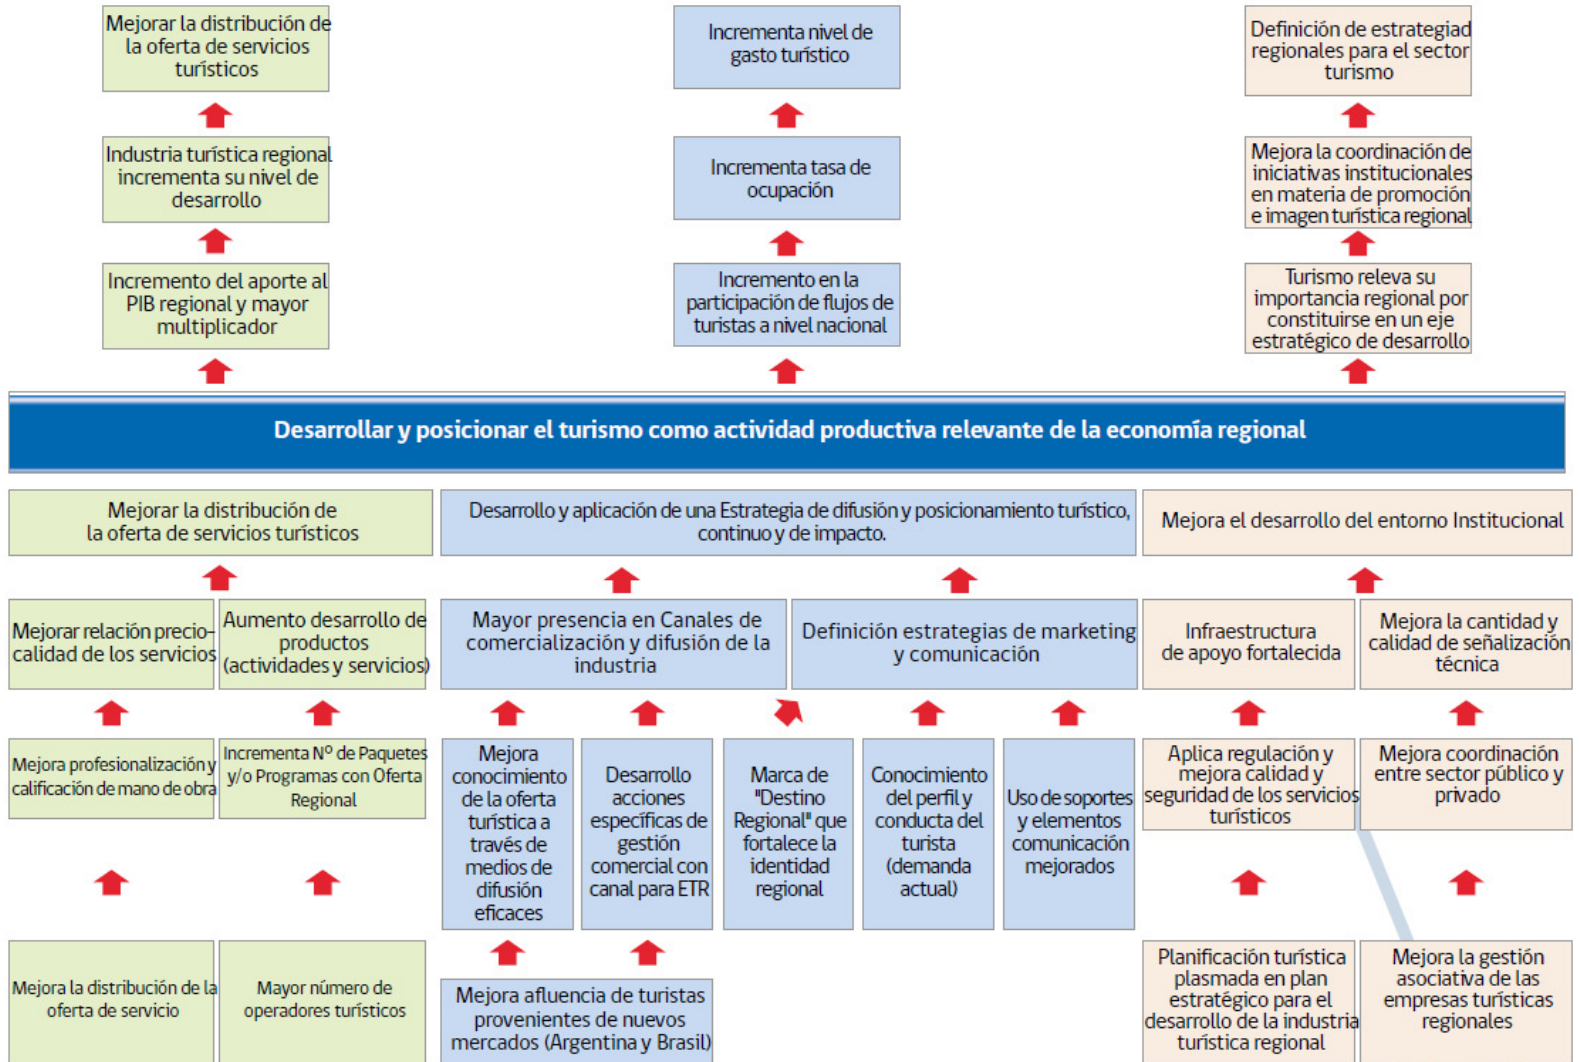 Mejorar la distribución de
la oferta de servicios
turísticos
Incrementa nivel de
gasto turístico
Definición de estrategiad
regionales para el sector
turismo
Industria turística regional
incrementa su nivel de
desarrollo
Incrementa tasa de
ocupación
Mejora la coordinación de
iniciativas institucionales
en materia de promoción
e imagen turística regional
Incremento del aporte al
PIB regional y mayor
multiplicador
Incremento en la
participación de flujos de
turistas a nivel nacional
Turismo releva su
importancia regional por
constituirse en un eje
estratégico de desarrollo
Desarrollar y posicionar el turismo como actividad productiva relevante de la economía regional
Mejorar la distribución de
la oferta de servicios turísticos
Desarrollo y aplicación de una Estrategia de difusión y posicionamiento turístico,
continuo y de impacto.
Mejora el desarrollo del entorno Institucional
Mejorar relación precio-
calidad de los servicios
Aumento desarrollo de
productos
(actividades y servicios)
Mayor presencia en Canales de
comercialización y difusión de la
industria
Definición estrategias de marketing
y comunicación
Infraestructura
de apoyo fortalecida
Mejora la cantidad y
calidad de señalización
técnica
Mejora profesionalización y
calificación de mano de obra
Incrementa Nº de Paquetes
y/o Programas con Oferta
Regional
Mejora
conocimiento
de la oferta
turística a
través de
medios de
difusión
eficaces
Desarrollo
acciones
específicas de
gestión
comercial con
canal para ETR
Marca de
"Destino
Regional" que
fortalece la
identidad
regional
Conocimiento
del perfil y
conducta del
turista
(demanda
actual)
Uso de soportes
y elementos
comunicación
mejorados
Aplica regulación y
mejora calidad y
seguridad de los servicios
turísticos
Mejora coordinación
entre sector público y
privado
Mejora la distribución de la
oferta de servicio
Mayor número de
operadores turísticos
Mejora afluencia de turistas
provenientes de nuevos
mercados (Argentina y Brasil)
Planificación turística
plasmada en plan
estratégico para el
desarrollo de la industria
turística regional
Mejora la gestión
asociativa de las
empresas turísticas
regionales